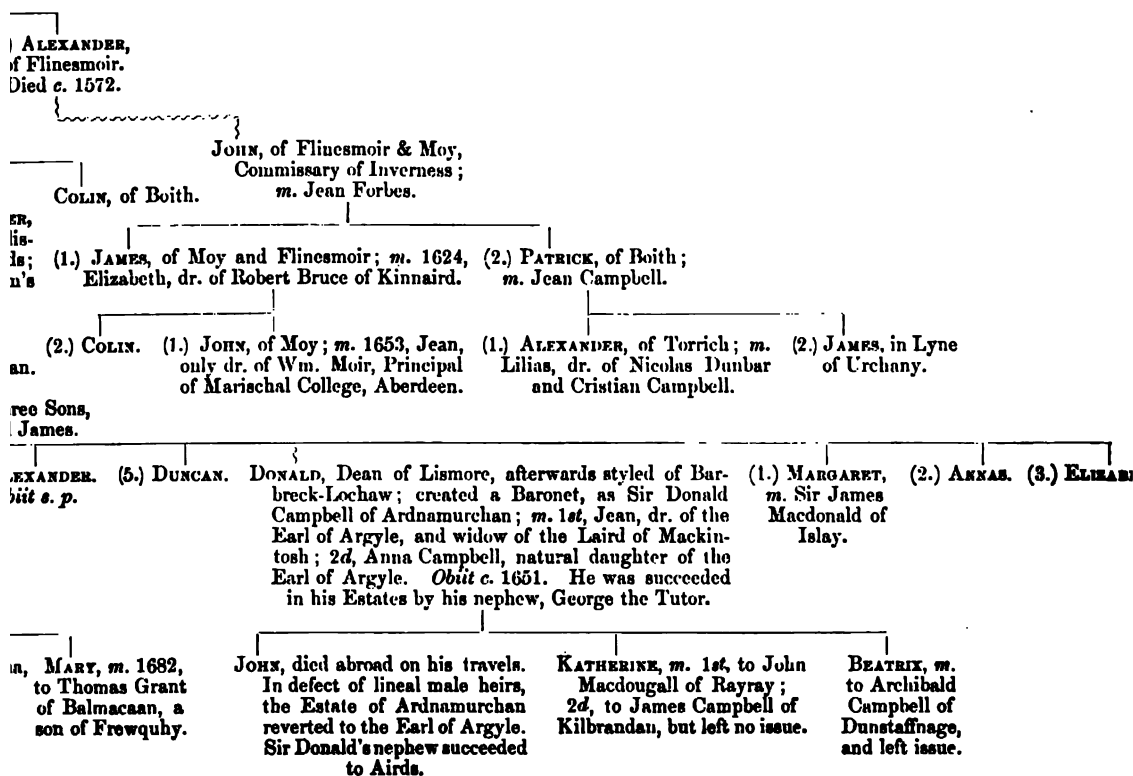 ) ALEXANDER,
of Flinesmoir.
Died c. 1572.
JOHN, of Flinesmoir & Moy,
Commissary of Inverness;
m. Jean Forbes.
COLIN, of Boith.
ER,
lis-
ds;
n's
(1.) JAMES, of Moy and Flinesmoir; m. 1624,
Elizabeth, dr. of Robert Bruce of Kinnaird.
(2.) PATRICK, of Boith;
m. Jean Campbell.
(2.) COLIN.
(1.) JOHN, of Moy; m. 1653, Jean,
only dr. of Wm. Moir, Principal
of Marischal College, Aberdeen.
(1.) ALEXANDER, of Torrich; m.
Lilias, dr. of Nicolas Dunbar
and Cristian Campbell.
(2.) JAMES, in Lyne
of Urchany.
an.
ree Sons,
James.
LEXANDER.
biit s. p.
(5.) DUNCAN.
DONALD, Dean of Lismore, afterwards styled of Bar-
breck-Lochaw; created a Baronet, as Sir Donald
Campbell of Ardnamurchan; m. 1st, Jean, dr. of the
Earl of Argyle, and widow of the Laird of Mackin-
tosh; 2d, Anna Campbell, natural daughter of the
Earl of Argyle. Obiit c. 1651. He was succeeded
in his Estates by his nephew, George the Tutor.
(1.) MARGARET,
m. Sir James
Macdonald of
Islay.
(2.) ANNAS.
(3.) ELIZABE
n,
MARY, m. 1682,
to Thomas Grant
of Balmacaan, a
son of Frewquhy.
JOHN, died abroad on his travels.
In defect of lineal male heirs,
the Estate of Ardnamurchan
reverted to the Earl of Argyle.
Sir Donald's nephew succeeded
to Airds.
KATHERINE, m. 1st, to John
Macdougall of Rayray;
2d, to James Campbell of
Kilbrandan, but left no issue.
BEATRIX, m.
to Archibald
Campbell of
Dunstaffnage,
and left issue.